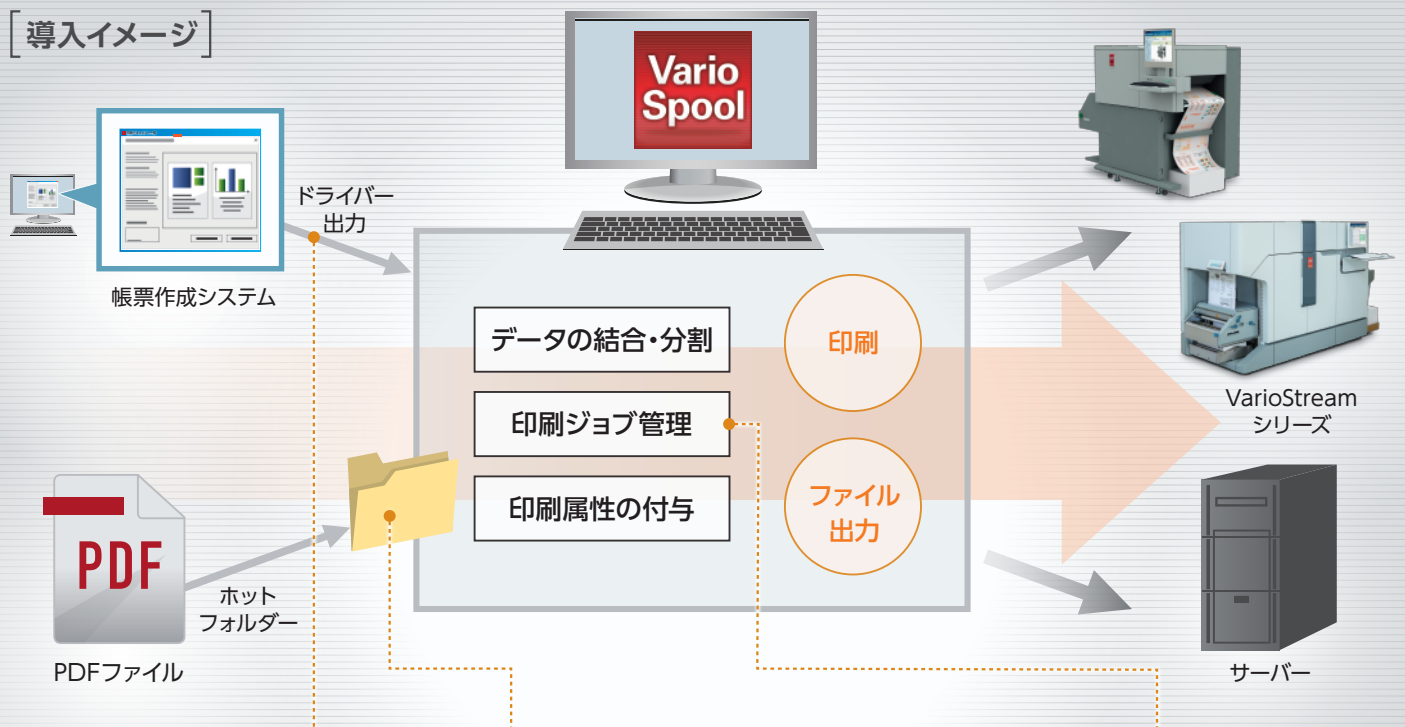 [導入イメージ]
Vario
Spool
ドライバー
出力
帳票作成システム
データの結合・分割
印刷ジョブ管理
印刷属性の付与
印刷
ファイル
出力
VarioStream
シリーズ
PDF
ホット
フォルダー
PDFファイル
サーバー